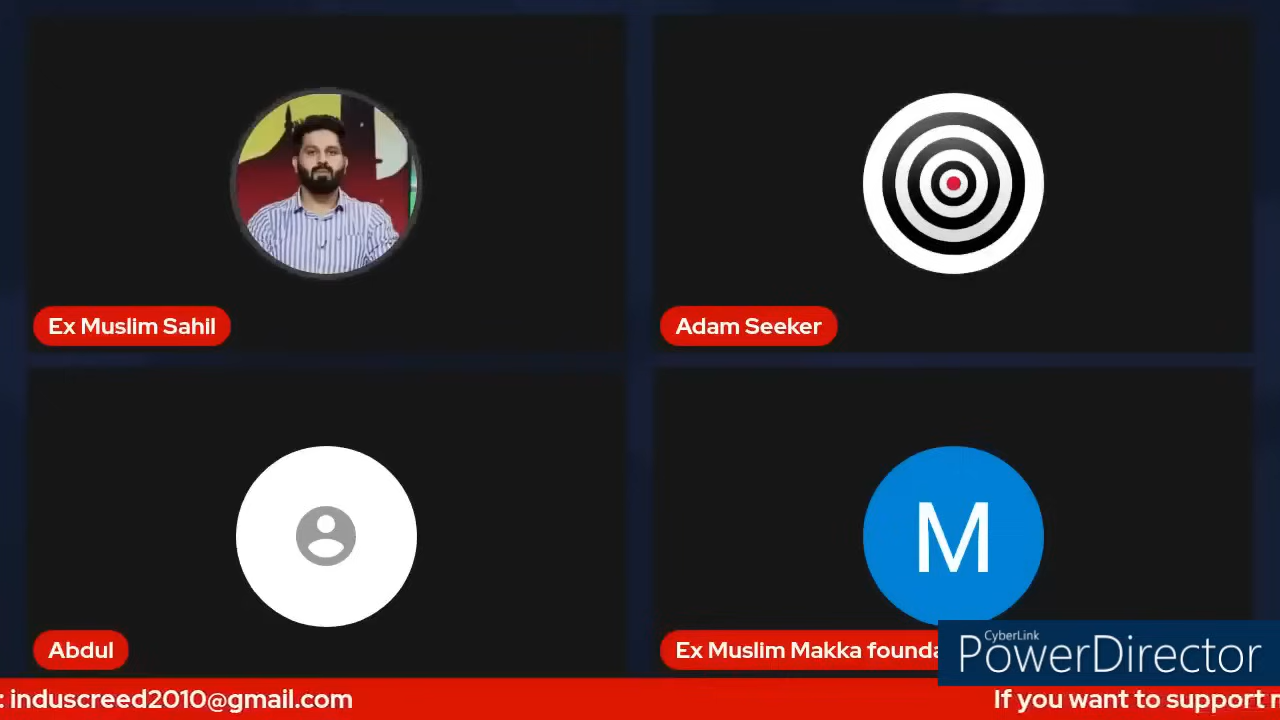 Ex Muslim Sahil
Adam Seeker
M
Abdul
Ex Muslim Makka
CyberLink
PowerDirector
: induscreed2010@gmail.com
If you want to support